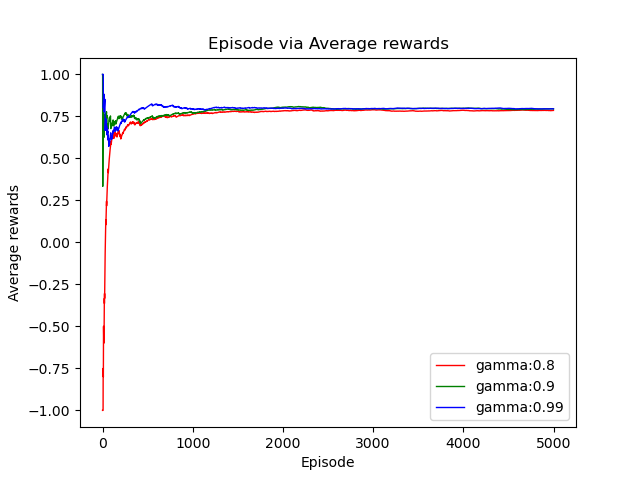 Episode via Average rewards
1.00
0.75
0.50
0.25
0.00
−0.25
−0.50
−0.75
−1.00
Average rewards
gamma:0.8
gamma:0.9
gamma:0.99
0 1000 2000 3000 4000 5000
Episode